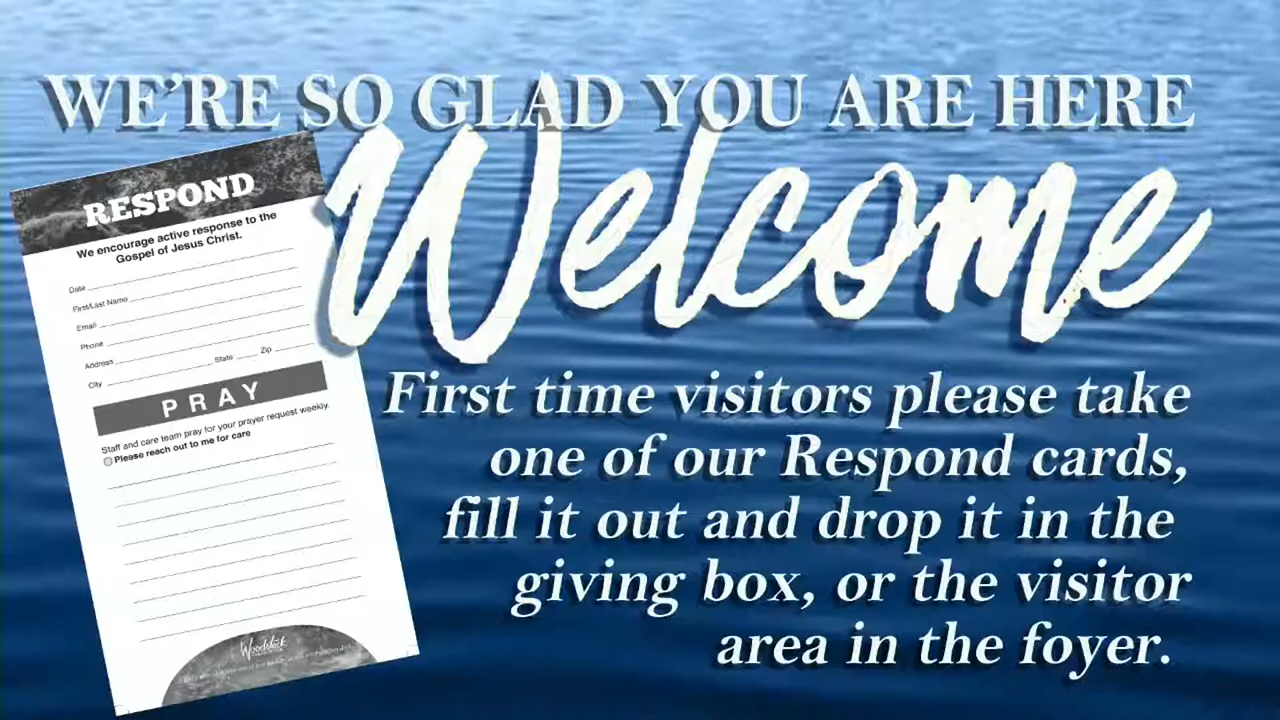 WE'RE SO GLAD YOU ARE HERE
Welcome
RESPOND
We encourage active response to the
Gospel of Jesus Christ.
Date
First/Last Name
Email
Phone
Address
City State Zip
PRAY
Staff and care team pray for your prayer request weekly.
Please reach out to me for care
Woodstock
First time visitors please take
one of our Respond cards,
fill it out and drop it in the
giving box, or the visitor
area in the foyer.